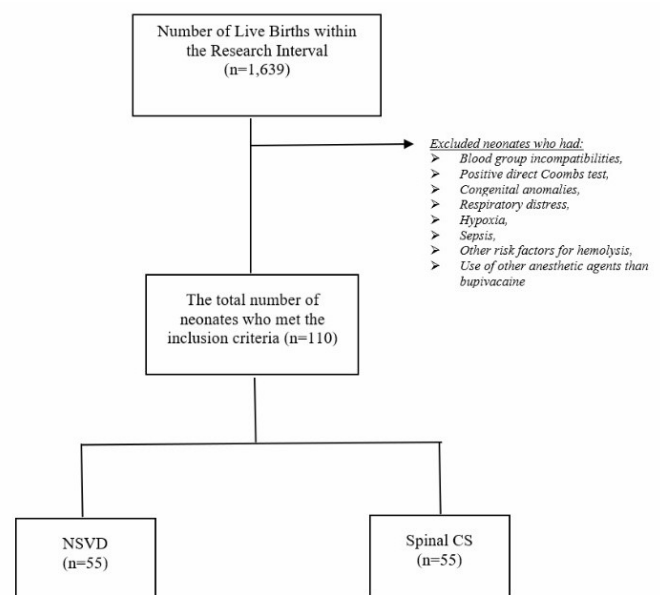 Number of Live Births within
the Research Interval
(n=1,639)
Excluded neonates who had:
➢ Blood group incompatibilities,
➢ Positive direct Coombs test,
➢ Congenital anomalies,
➢ Respiratory distress,
➢ Hypoxia,
➢ Sepsis,
➢ Other risk factors for hemolysis,
➢ Use of other anesthetic agents than
bupivacaine
The total number of
neonates who met the
inclusion criteria (n=110)
NSVD
(n=55)
Spinal CS
(n=55)